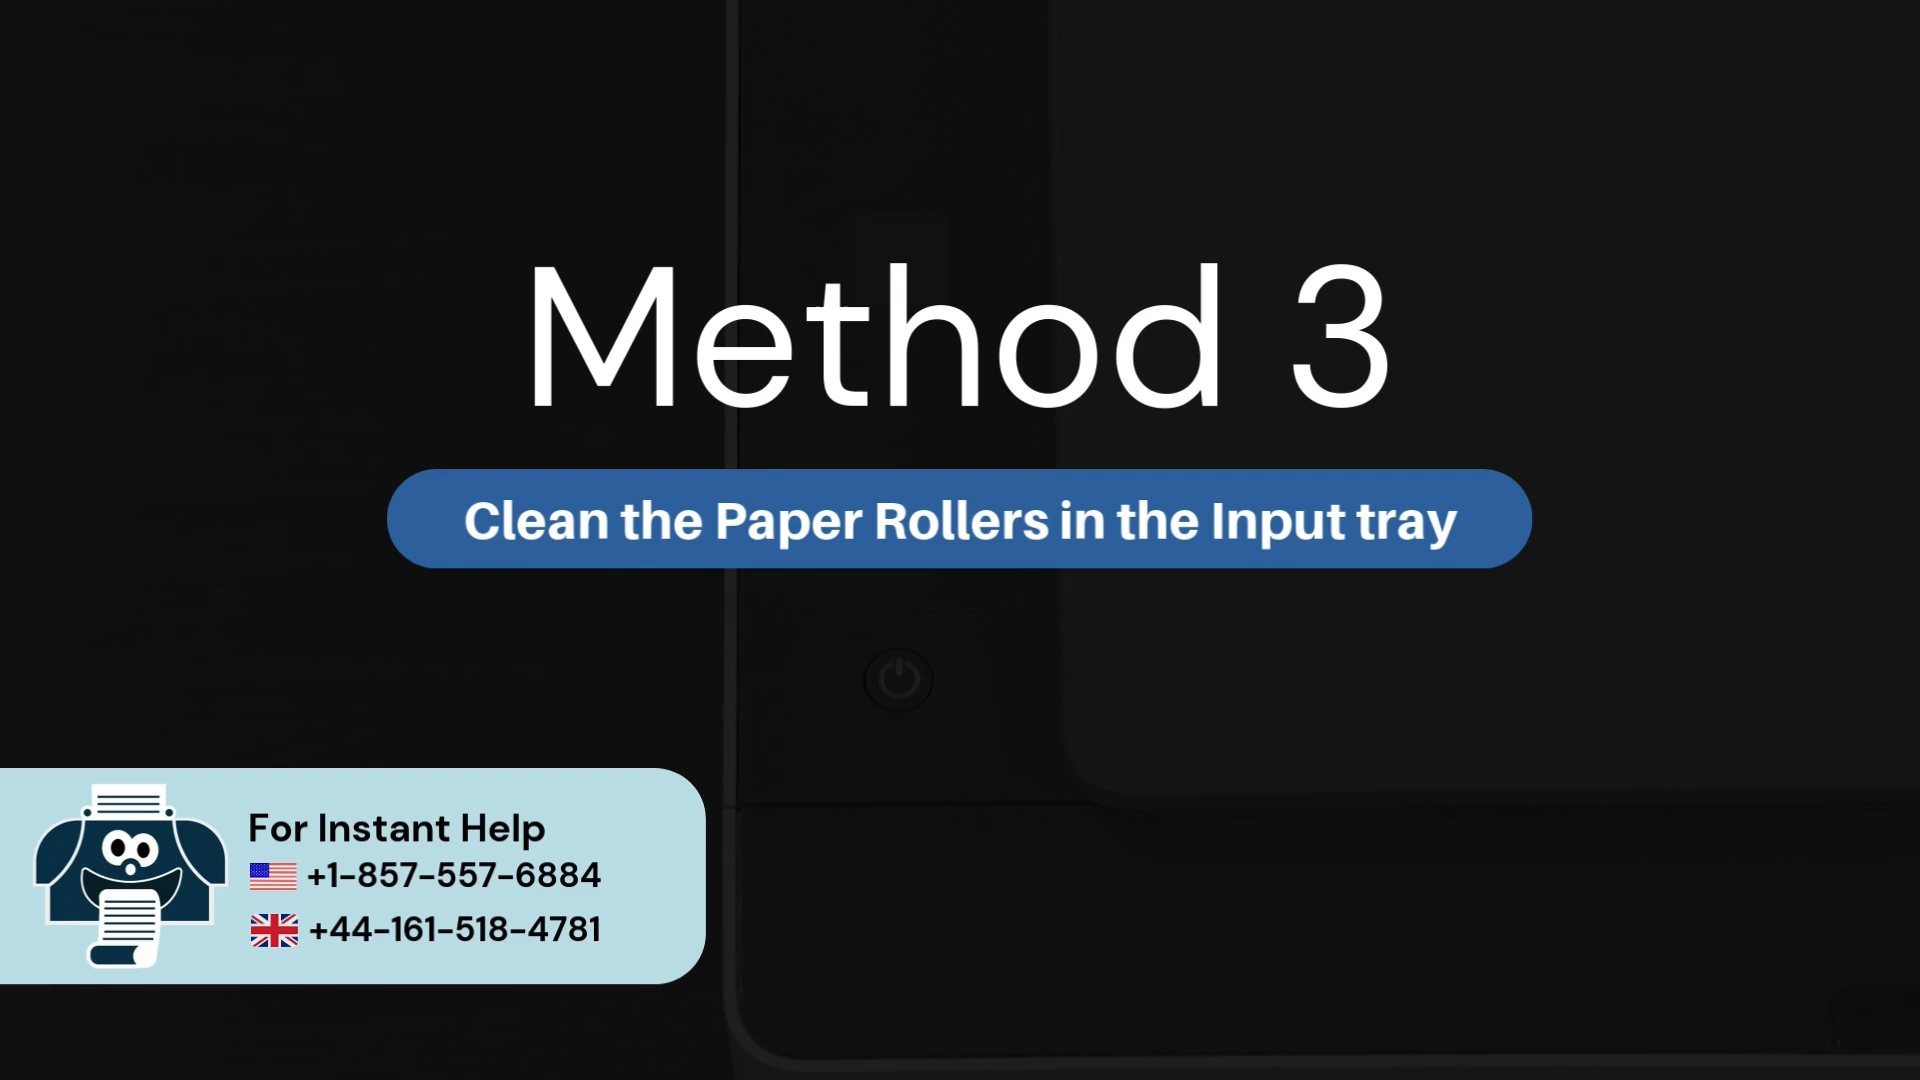 Method 3
Clean the Paper Rollers in the Input tray
For Instant Help
+1-857-557-6884
+44-161-518-4781